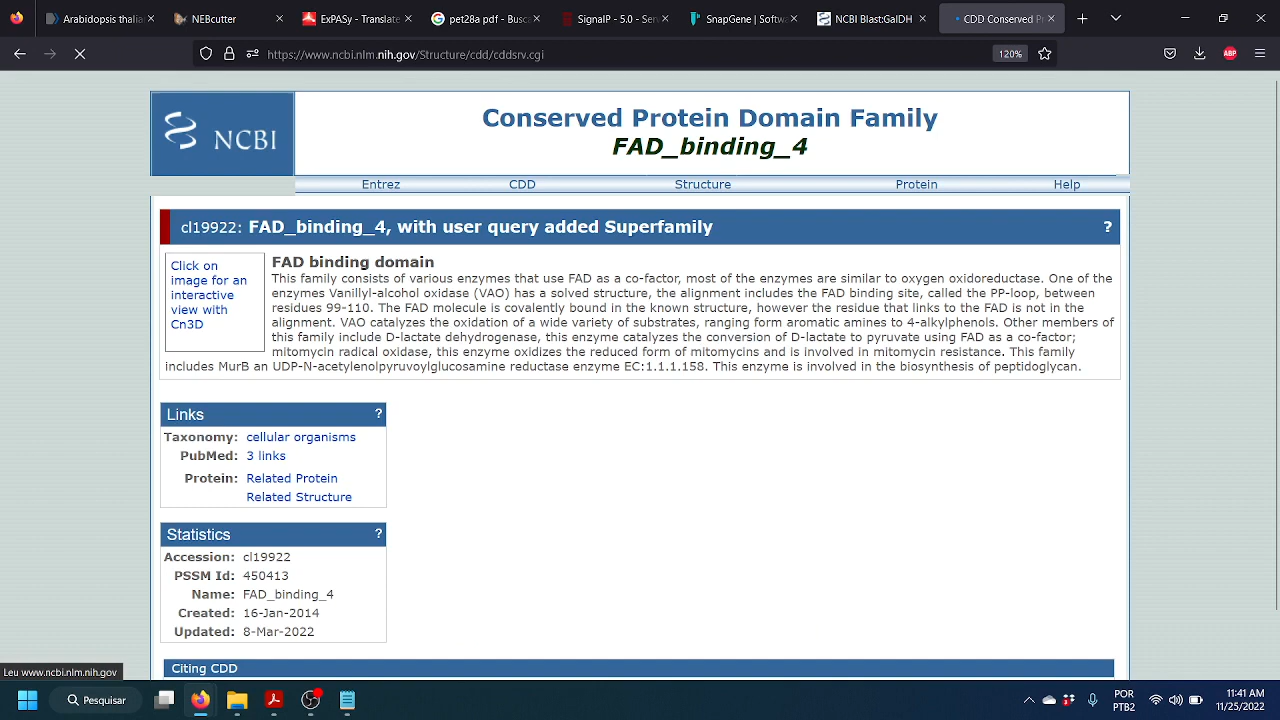 Arabidopsis thalia
NEBcutter
ExPASy - Translate
pet28a pdf - Busca
SignalP - 5.0 - Serv
Snapgene | Softwa
NCBI Blast:GalDH
CDD Conserved Pr
https://www.ncbi.nlm.nih.gov/Structure/cdd/cddsrv.cgi
120%
ABP
NCBI
Conserved Protein Domain Family
FAD_binding_4
Entrez CDD Structure Protein Help
cl19922: FAD_binding_4, with user query added Superfamily ?
Click on
image for an
interactive
view with
Cn3D
FAD binding domain
This family consists of various enzymes that use FAD as a co-factor, most of the enzymes are similar to oxygen oxidoreductase. One of the
enzymes Vanillyl-alcohol oxidase (VAO) has a solved structure, the alignment includes the FAD binding site, called the PP-loop, between
residues 99-110. The FAD molecule is covalently bound in the known structure, however the residue that links to the FAD is not in the
alignment. VAO catalyzes the oxidation of a wide variety of substrates, ranging form aromatic amines to 4-alkylphenols. Other members of
this family include D-lactate dehydrogenase, this enzyme catalyzes the conversion of D-lactate to pyruvate using FAD as a co-factor;
mitomycin radical oxidase, this enzyme oxidizes the reduced form of mitomycins and is involved in mitomycin resistance. This family
includes MurB an UDP-N-acetylenolpyruvoylglucosamine reductase enzyme EC:1.1.1.158. This enzyme is involved in the biosynthesis of peptidoglycan.
Links ?
Taxonomy: cellular organisms
PubMed: 3 links
Protein: Related Protein
Related Structure
Statistics ?
Accession: cl19922
PSSM Id: 450413
Name: FAD_binding_4
Created: 16-Jan-2014
Updated: 8-Mar-2022
Citing CDD
Leu www.ncbi.nlm.nih.gov
Pesquisar
POR
PTB2
11:41 AM
11/25/2022